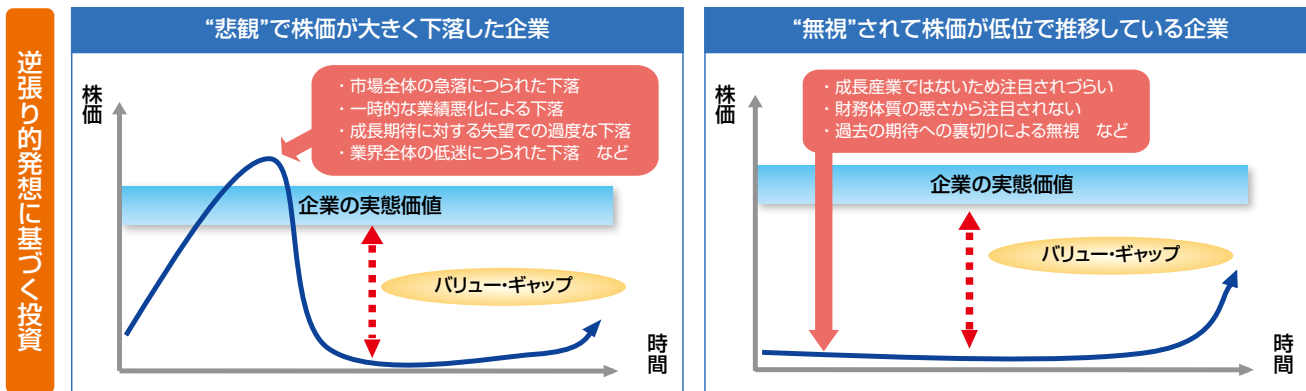 逆張り的発想に基づく投資
“悲観”で株価が大きく下落した企業
株価
・市場全体の急落につられた下落
・一時的な業績悪化による下落
・成長期待に対する失望での過度な下落
・業界全体の低迷につられた下落　など
企業の実態価値
バリュー・ギャップ
時間
“無視”されて株価が低位で推移している企業
株価
・成長産業ではないため注目されづらい
・財務体質の悪さから注目されない
・過去の期待への裏切りによる無視　など
企業の実態価値
バリュー・ギャップ
時間